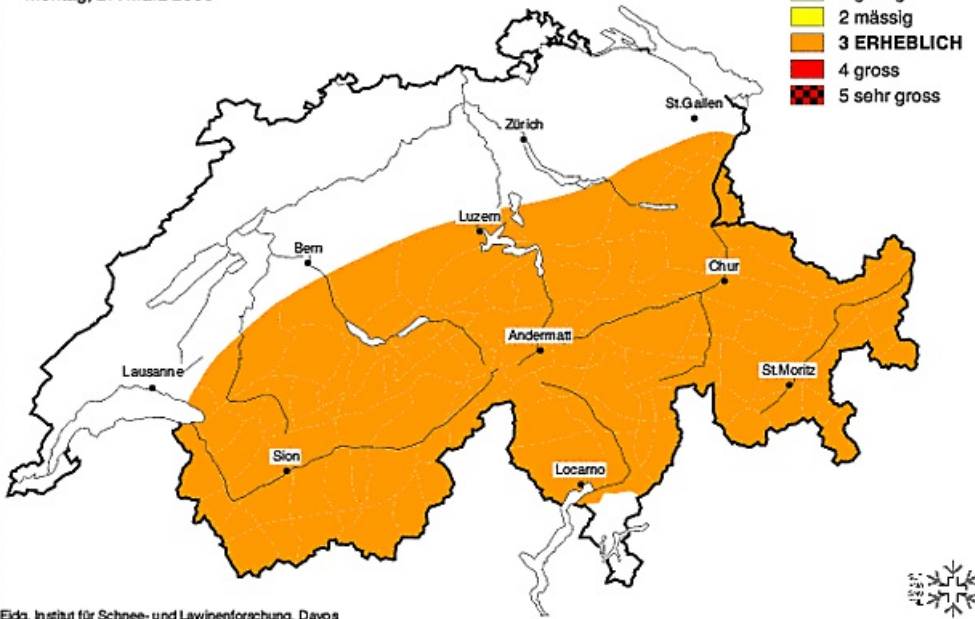 2 mässig
3 ERHEBLICH
4 gross
5 sehr gross
St.Gallen
Zürich
Luzern
Bern
Chur
Andermatt
Lausanne
St.Moritz
Sion
Locarno
Eidg. Institut für Schnee- und Lawinenforschung, Davos